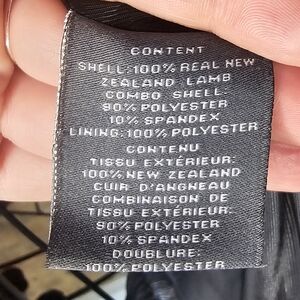 CONTENT
SHELL: 100% REAL NEW
ZEALAND LAMB
COMBO SHELL:
90% POLYESTER
10% SPANDEX
LINING: 100% POLYESTER
CONTENU
TISSU EXTÉRIEUR:
100% NEW ZEALAND
CUIR D'ANGNEAU
COMBINAISON DE
TISSU EXTÉRIEUR:
90% POLYESTER
10% SPANDEX
DOUBLURE:
100% POLYESTER